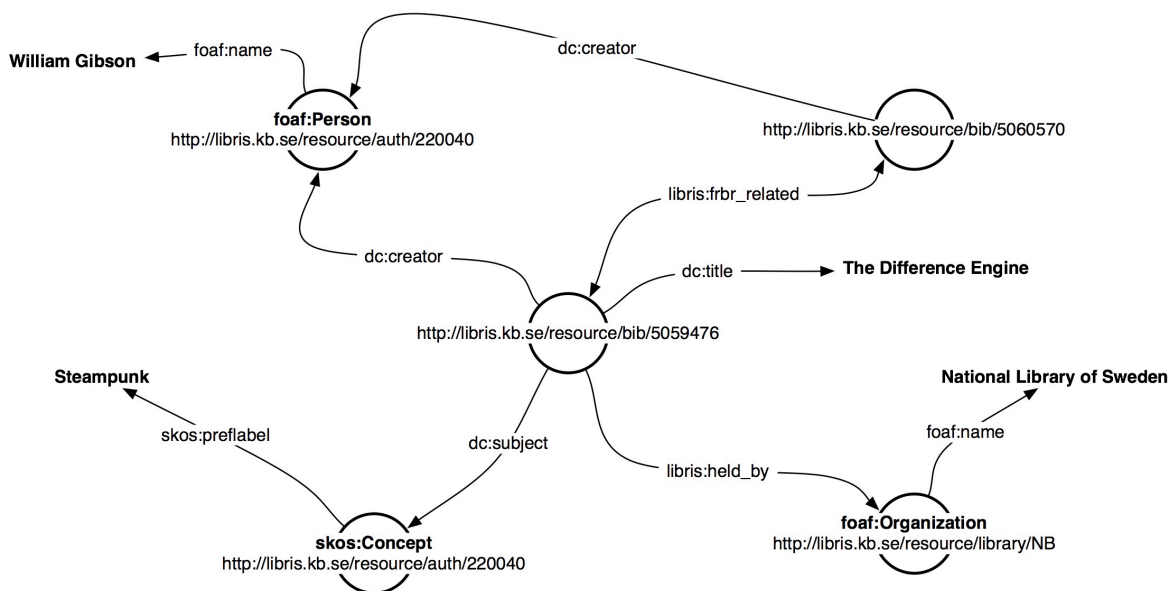 dc:creator
foaf:name
William Gibson
foaf:Person
http://libris.kb.se/resource/auth/220040
http://libris.kb.se/resource/bib/5060570
libris:frbr_related
dc:creator
dc:title
The Difference Engine
http://libris.kb.se/resource/bib/5059476
Steampunk
National Library of Sweden
skos:preflabel
dc:subject
foaf:name
libris:held_by
foaf:Organization
http://libris.kb.se/resource/library/NB
skos:Concept
http://libris.kb.se/resource/auth/220040